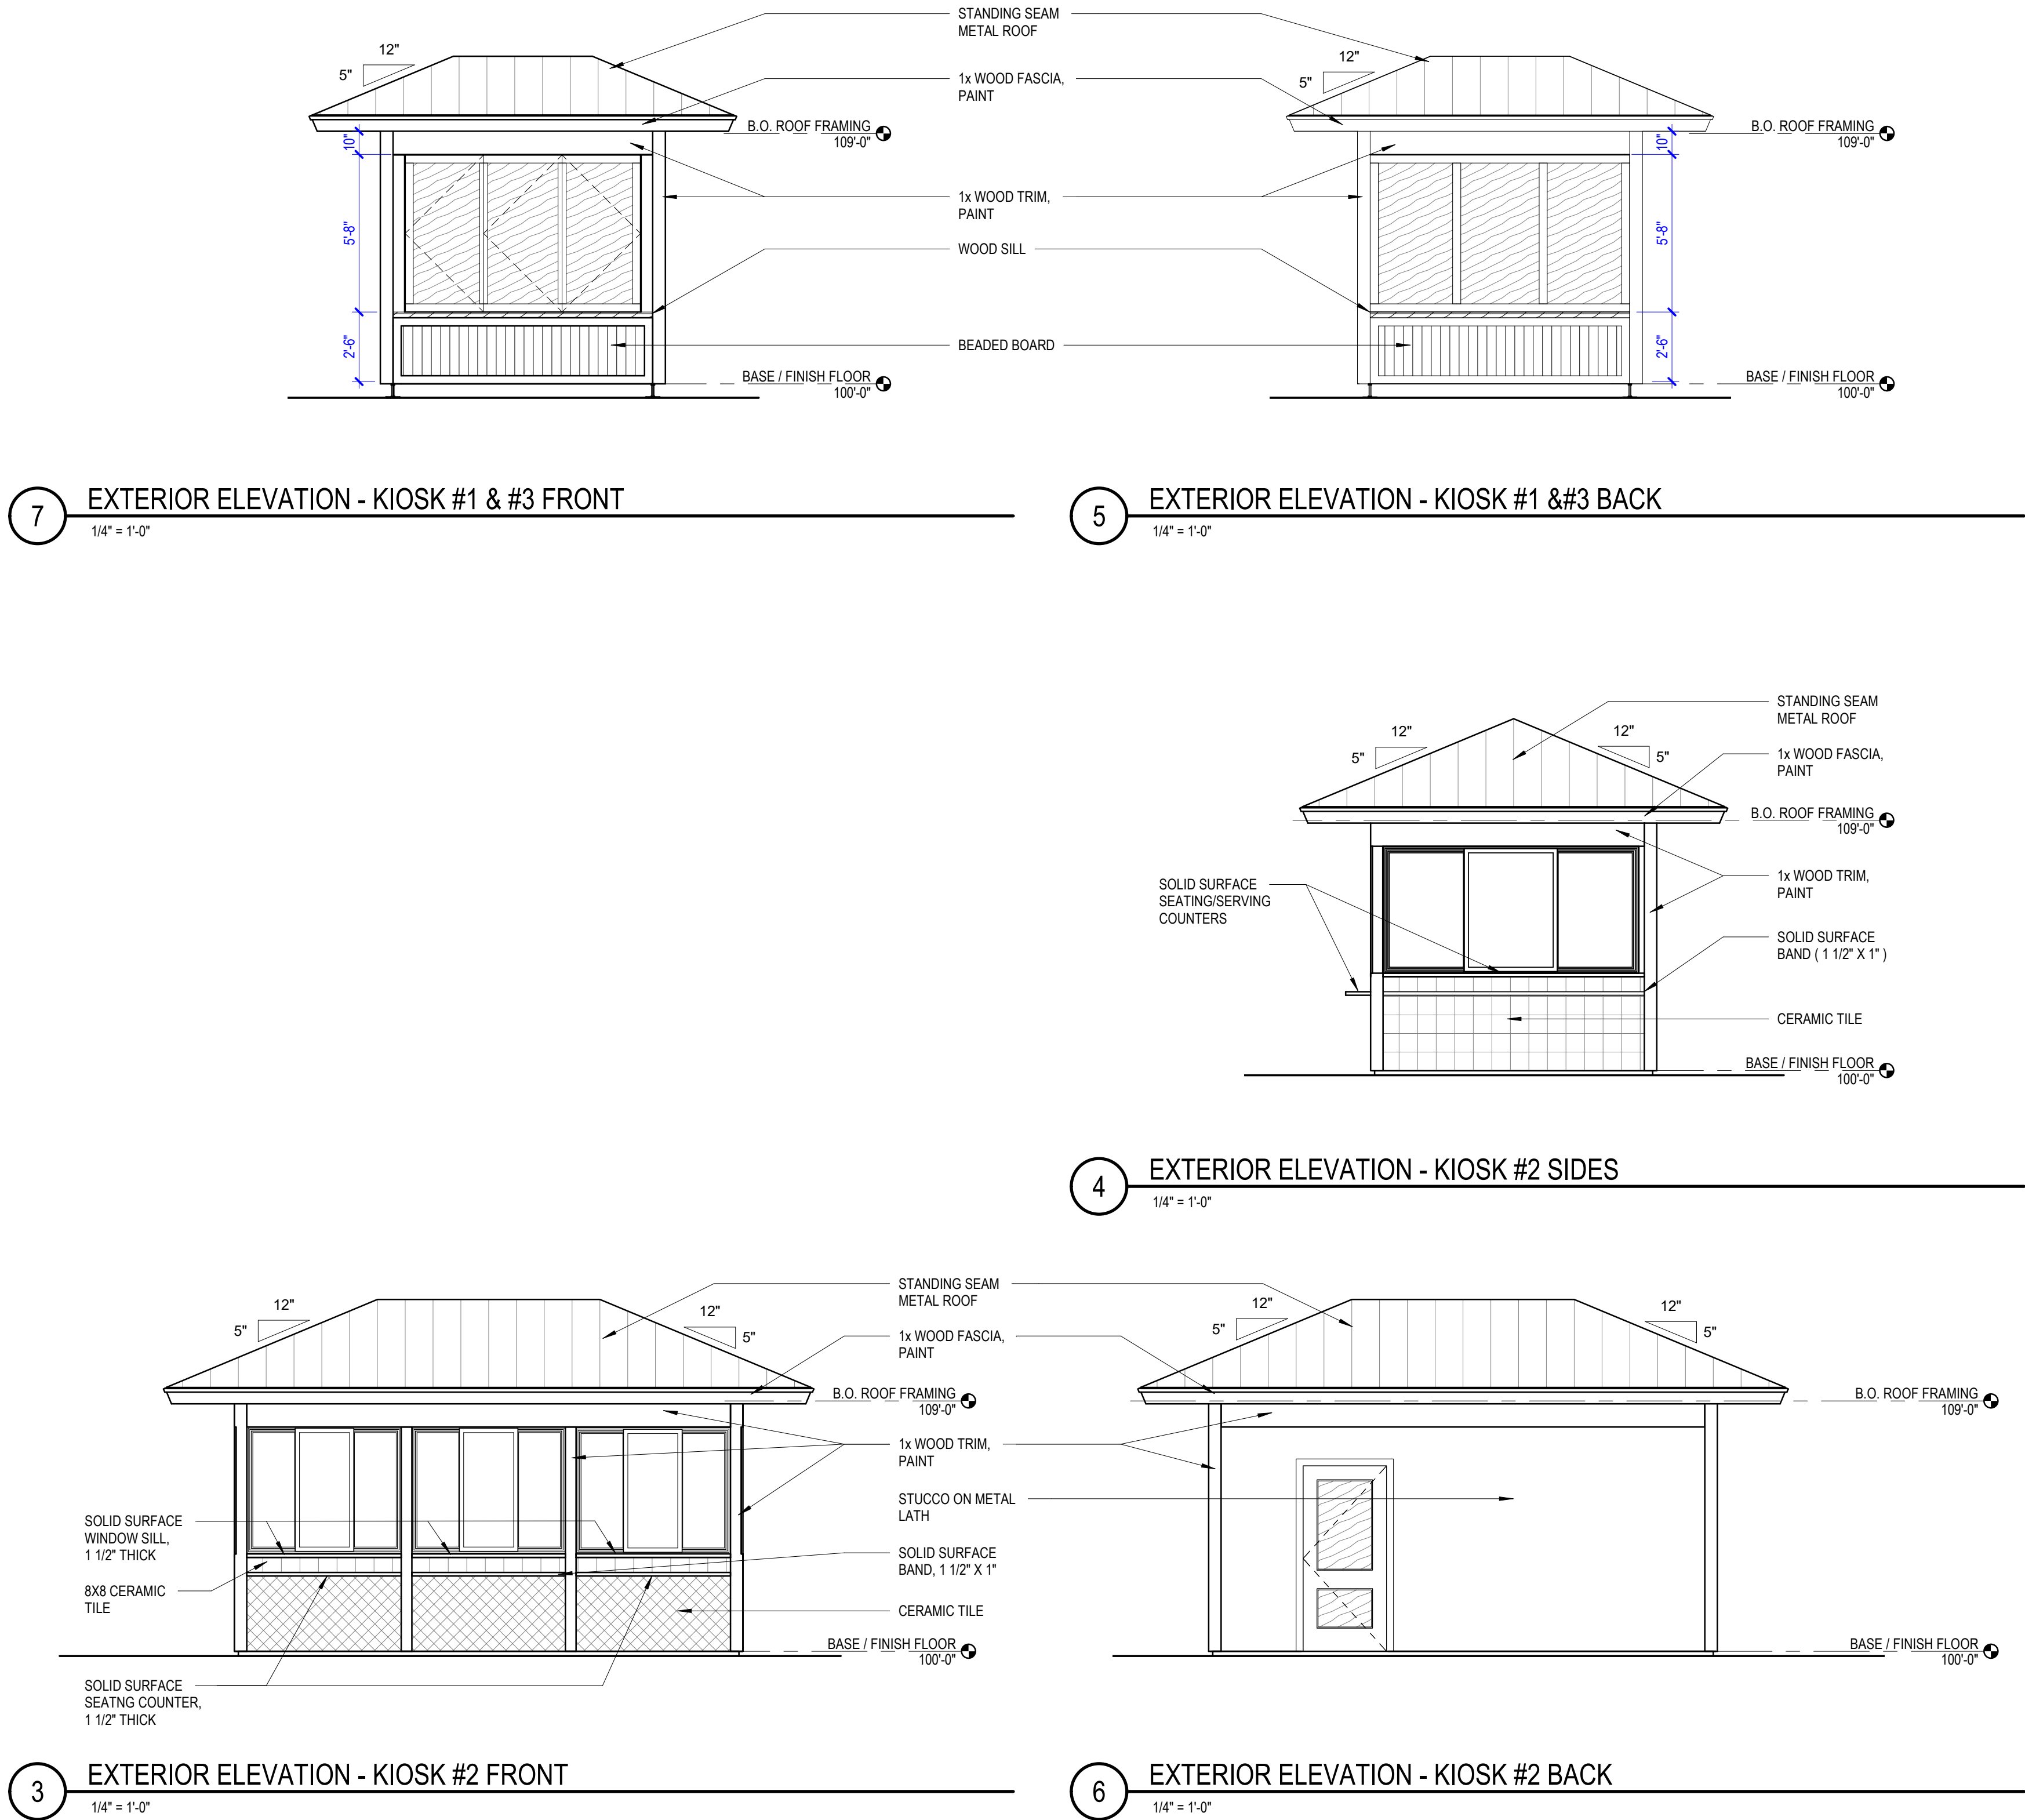 STANDING SEAM
METAL ROOF
12"
5"
1x WOOD FASCIA,
PAINT
B.O. ROOF FRAMING
109'-0"
10"
1x WOOD TRIM,
PAINT
5'-8"
WOOD SILL
2'-6"
BEADED BOARD
BASE / FINISH FLOOR
100'-0"
12"
5"
B.O. ROOF FRAMING
109'-0"
10"
5'-8"
2'-6"
BASE / FINISH FLOOR
100'-0"
7
EXTERIOR ELEVATION - KIOSK #1 & #3 FRONT
1/4" = 1'-0"
5
EXTERIOR ELEVATION - KIOSK #1 &#3 BACK
1/4" = 1'-0"
STANDING SEAM
METAL ROOF
12"
5"
12"
5"
1x WOOD FASCIA,
PAINT
B.O. ROOF FRAMING
109'-0"
SOLID SURFACE
SEATING/SERVING
COUNTERS
1x WOOD TRIM,
PAINT
SOLID SURFACE
BAND ( 1 1/2" X 1" )
CERAMIC TILE
BASE / FINISH FLOOR
100'-0"
4
EXTERIOR ELEVATION - KIOSK #2 SIDES
1/4" = 1'-0"
STANDING SEAM
METAL ROOF
12"
5"
12"
5"
1x WOOD FASCIA,
PAINT
B.O. ROOF FRAMING
109'-0"
1x WOOD TRIM,
PAINT
STUCCO ON METAL
LATH
SOLID SURFACE
WINDOW SILL,
1 1/2" THICK
SOLID SURFACE
BAND, 1 1/2" X 1"
8X8 CERAMIC
TILE
CERAMIC TILE
BASE / FINISH FLOOR
100'-0"
SOLID SURFACE
SEATNG COUNTER,
1 1/2" THICK
12"
5"
12"
5"
B.O. ROOF FRAMING
109'-0"
BASE / FINISH FLOOR
100'-0"
3
EXTERIOR ELEVATION - KIOSK #2 FRONT
1/4" = 1'-0"
6
EXTERIOR ELEVATION - KIOSK #2 BACK
1/4" = 1'-0"